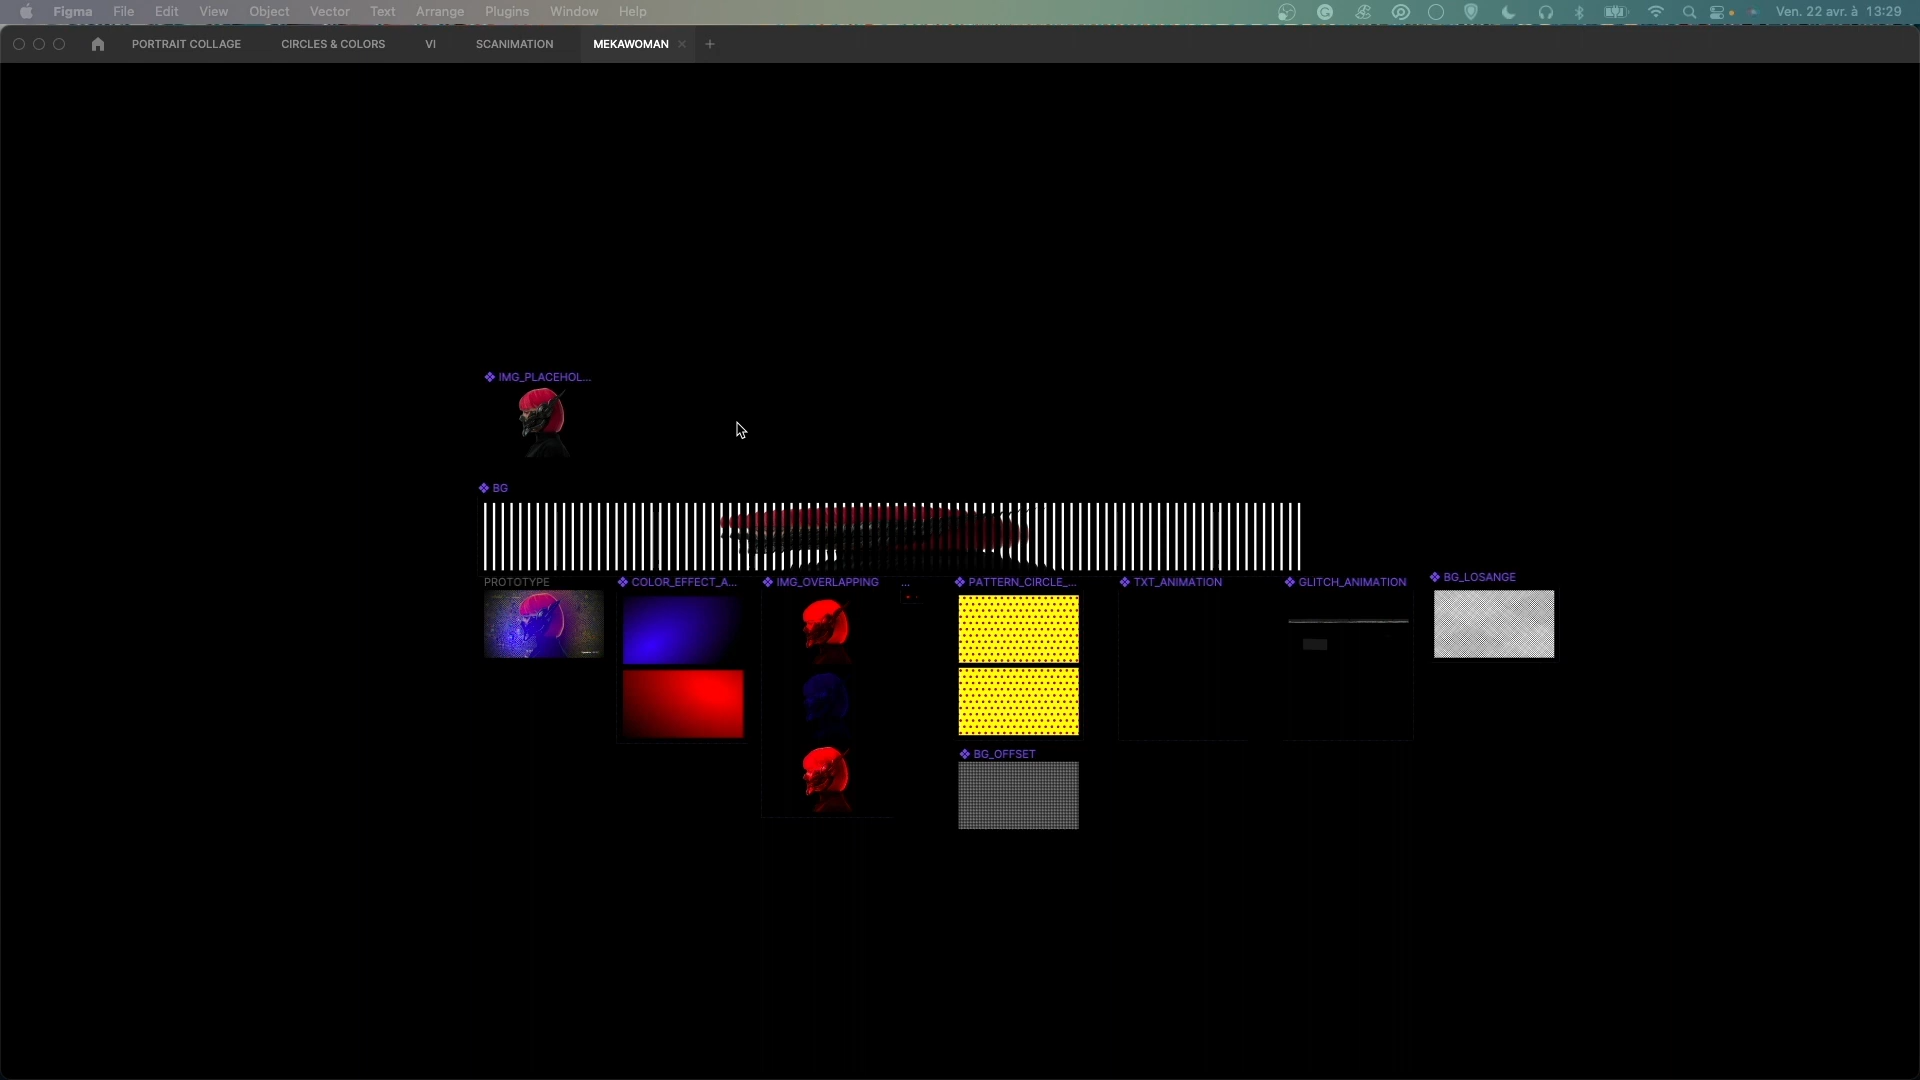 Figma File Edit View Object Vector Text Arrange Plugins Window Help Ven. 22 avr. à 13:29
PORTRAIT COLLAGE CIRCLES & COLORS VI SCANIMATION MEKAWOMAN
IMG_PLACEHOL...
BG
PROTOTYPE COLOR_EFFECT_A... IMG_OVERLAPPING ... PATTERN_CIRCLE_... TXT_ANIMATION GLITCH_ANIMATION BG_LOSANGE
BG_OFFSET